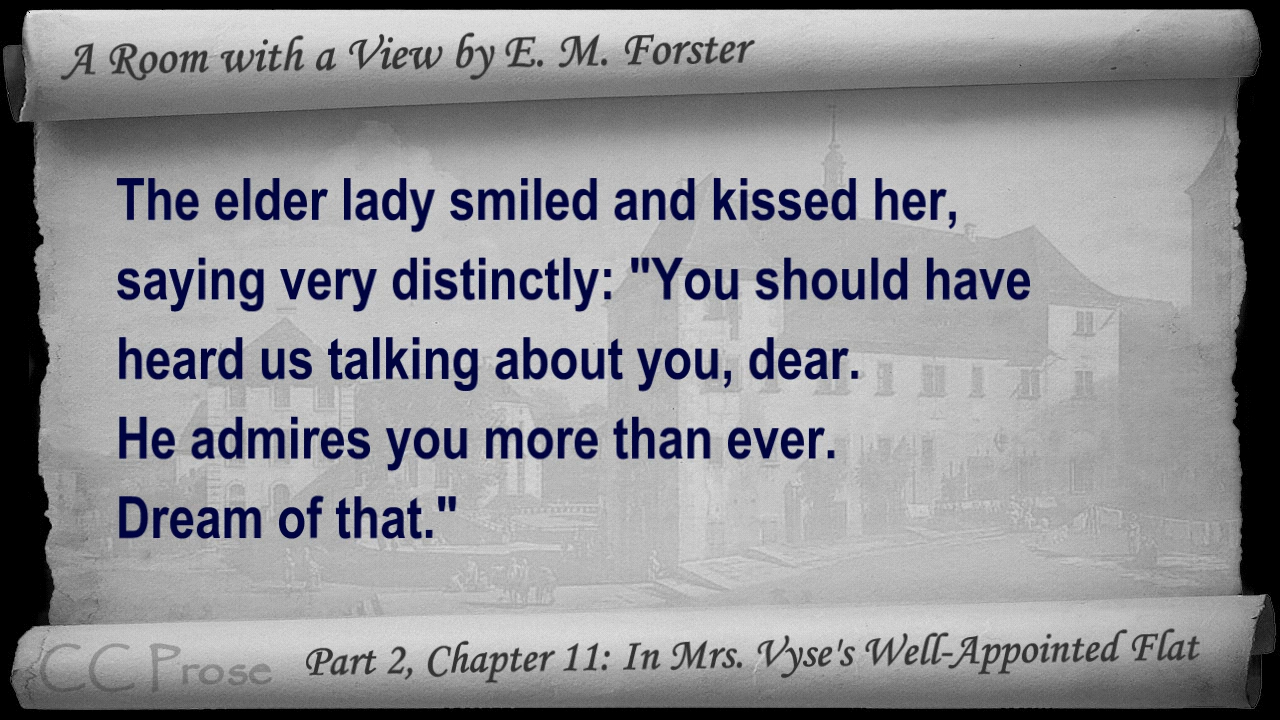 A Room with a View by E. M. Forster
The elder lady smiled and kissed her,
saying very distinctly: "You should have
heard us talking about you, dear.
He admires you more than ever.
Dream of that."
CC Prose
Part 2, Chapter 11: In Mrs. Vyse's Well-Appointed Flat